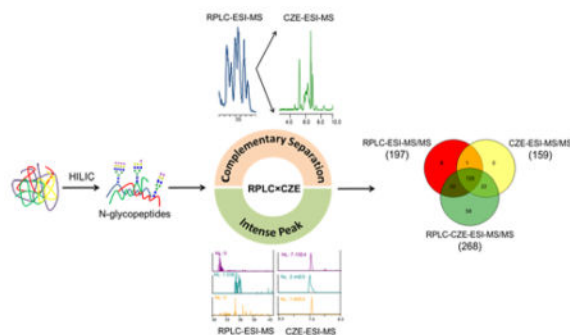 RPLC-ESI-MS
CZE-ESI-MS
HILIC
N-glycopeptides
Complementary Separation
RPLC×CZE
Intense Peak
RPLC-ESI-MS
CZE-ESI-MS
RPLC-ESI-MS/MS
(197)
CZE-ESI-MS/MS
(159)
RPLC-CZE-ESI-MS/MS
(268)